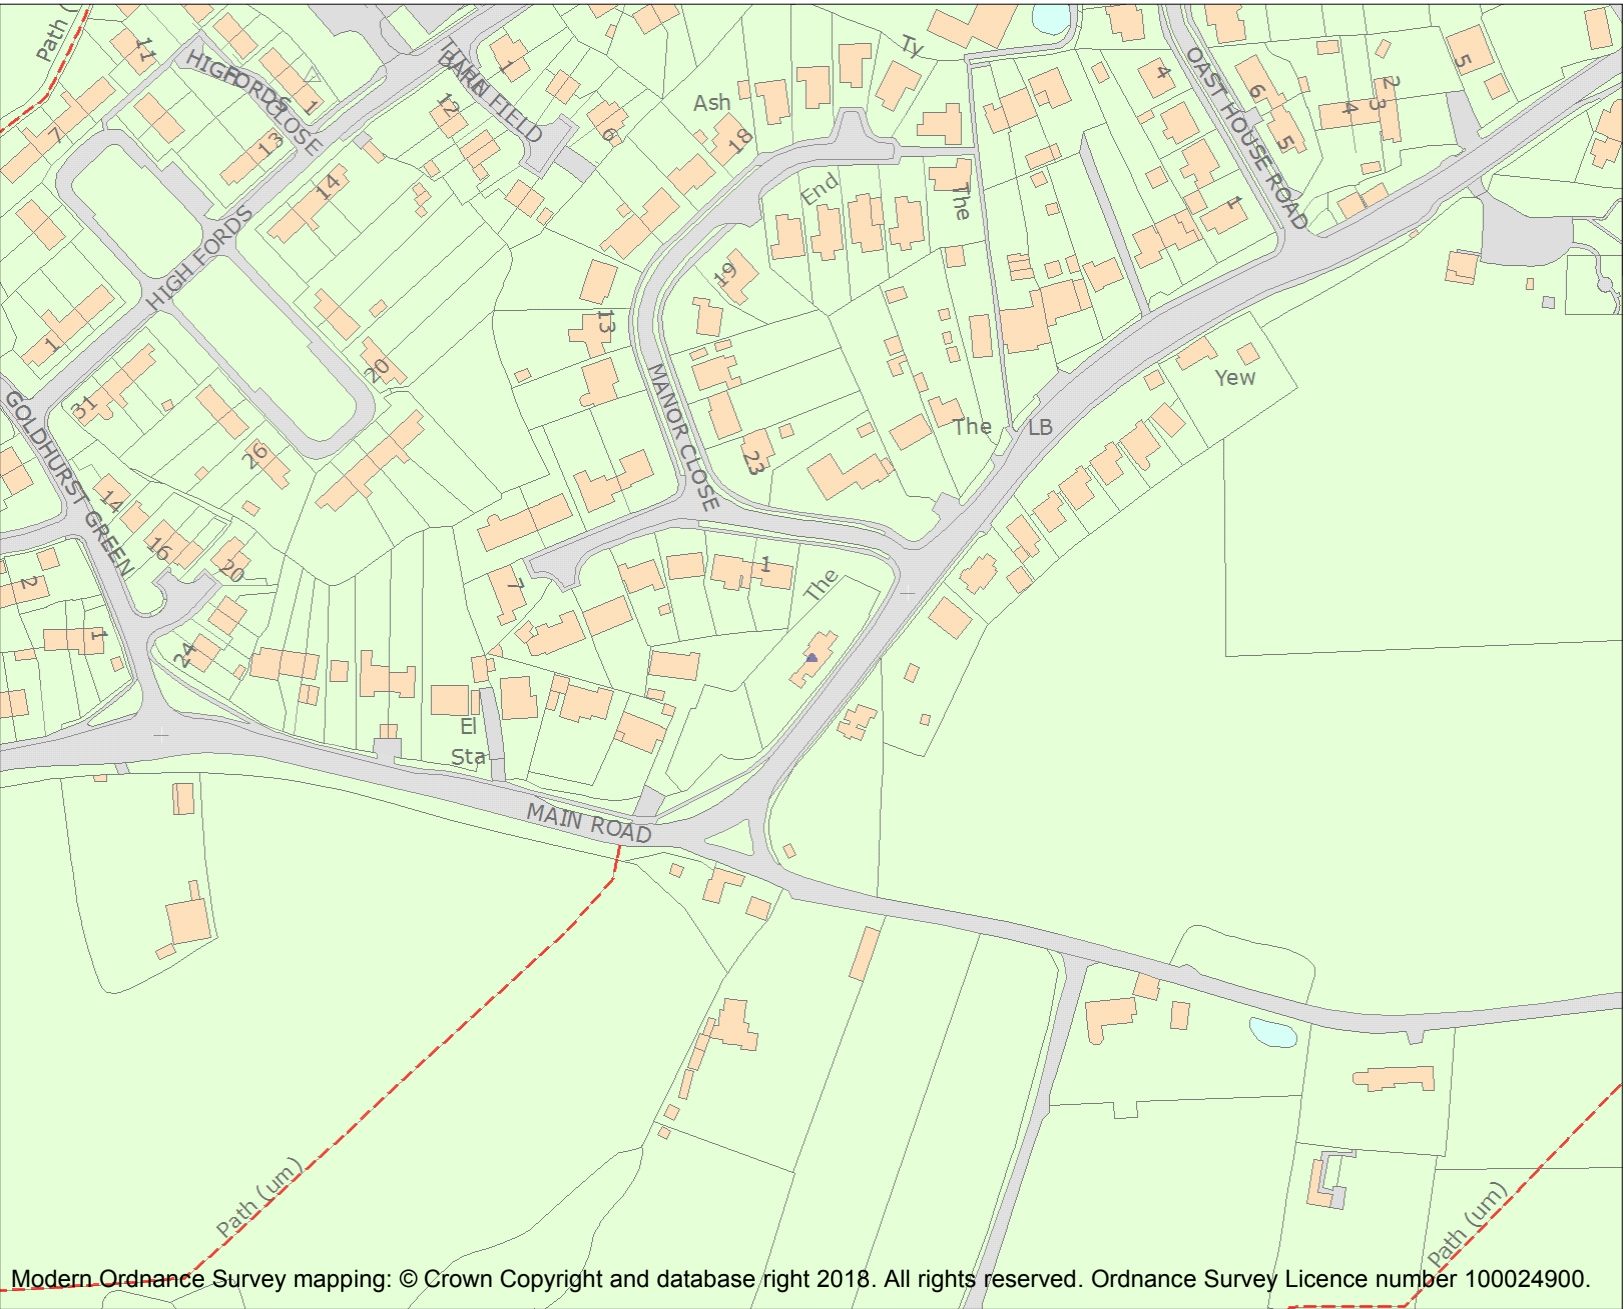 Path (
11
HIGFORDS
CLOSE
1
7
13
14
THE
BARN FIELD
1
12
6
Ash
18
Ty
End
The
OAST HOUSE ROAD
4
6
5
4
3
2
5
1
HIGH FORDS
1
31
20
26
19
13
MANOR CLOSE
23
The
LB
Yew
GOLDHURST GREEN
14
16
20
2
1
24
7
1
The
El
Sta
MAIN ROAD
Path (um)
Path (um)
Modern Ordnance Survey mapping: © Crown Copyright and database right 2018. All rights reserved. Ordnance Survey Licence number 100024900.